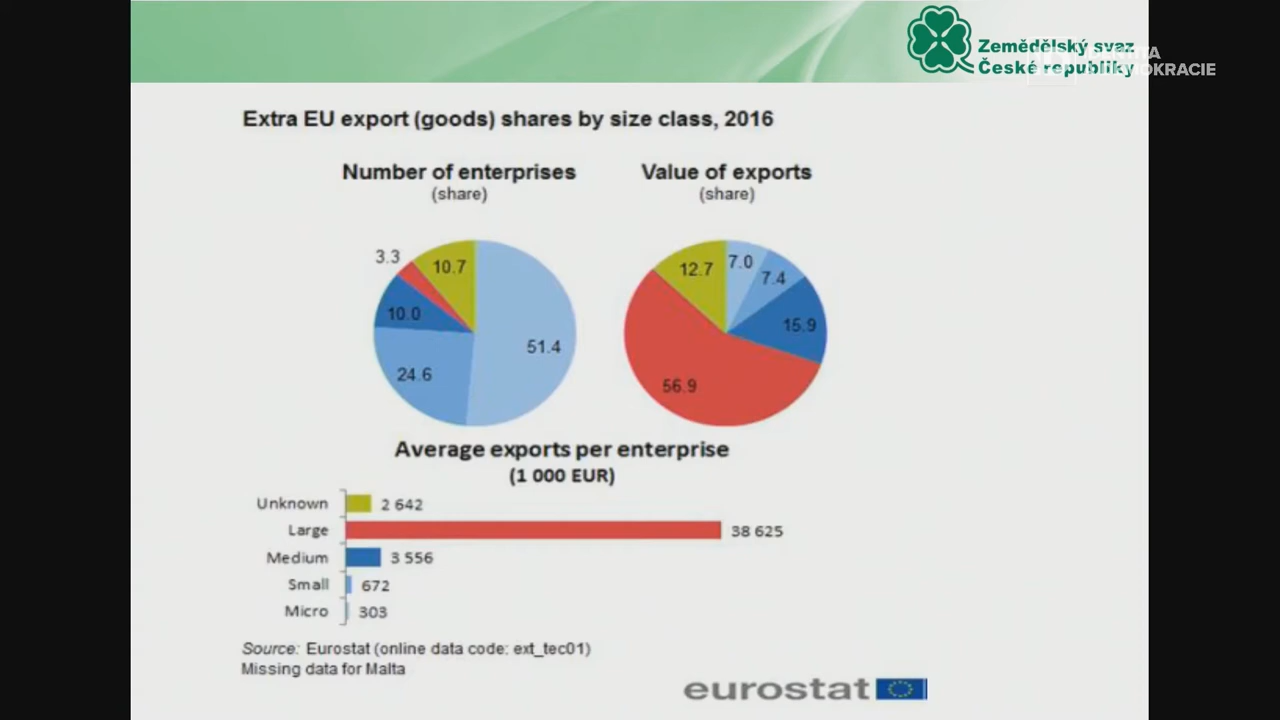 Zemědělský svaz
České republiky
DEMOKRACIE
Extra EU export (goods) shares by size class, 2016
Number of enterprises
(share)
Value of exports
(share)
3.3
10.7
10.0
24.6
51.4
12.7
7.0
7.4
15.9
56.9
Average exports per enterprise
(1 000 EUR)
Unknown 2 642
Large 38 625
Medium 3 556
Small 672
Micro 303
Source: Eurostat (online data code: ext_tec01)
Missing data for Malta
eurostat